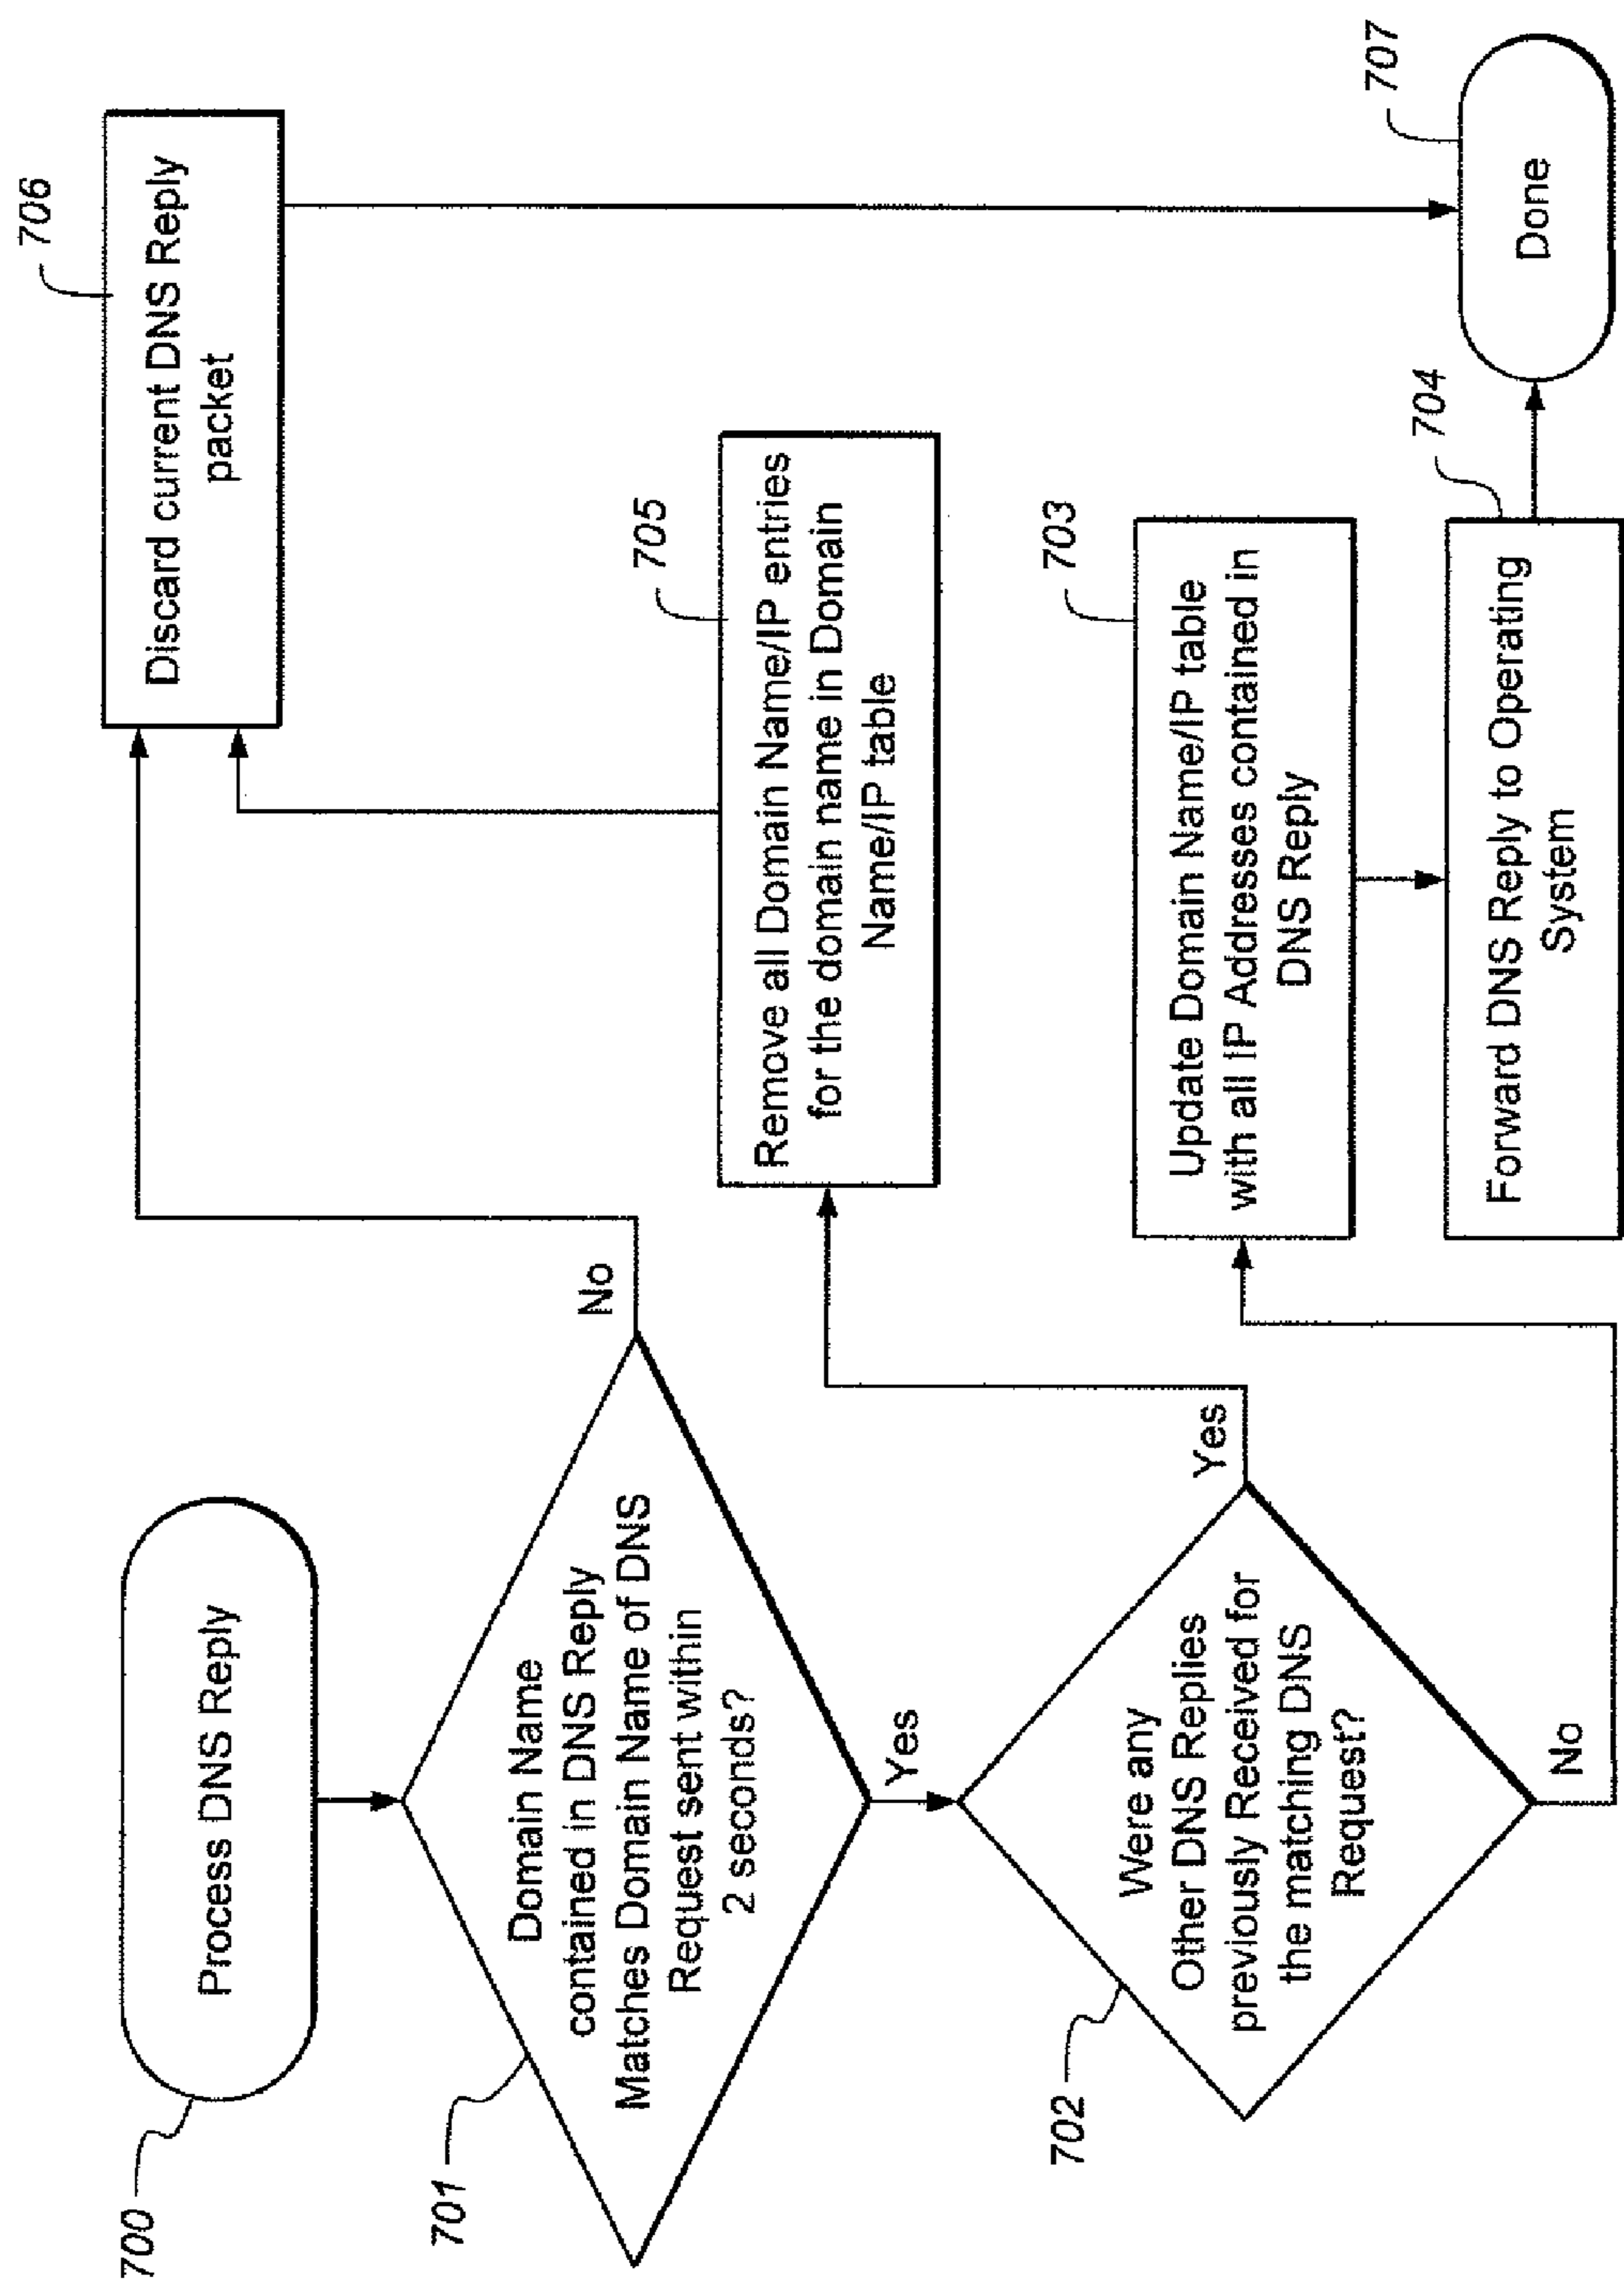 700
Process DNS Reply
701
Domain Name
contained in DNS Reply
Matches Domain Name of DNS
Request sent within
2 seconds?
No
Yes
702
Were any
Other DNS Replies
previously Received for
the matching DNS
Request?
Yes
No
706
Discard current DNS Reply
packet
705
Remove all Domain Name/IP entries
for the domain name in Domain
Name/IP table
703
Update Domain Name/IP table
with all IP Addresses contained in
DNS Reply
704
Forward DNS Reply to Operating
System
707
Done